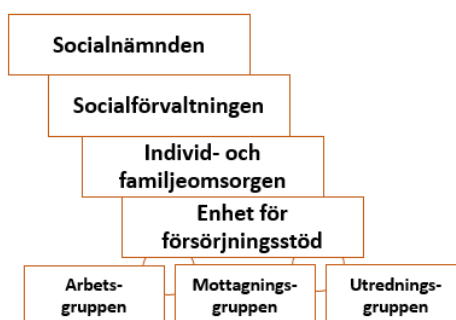 Socialnämnden
Socialförvaltningen
Individ- och
familjeomsorgen
Enhet för
försörjningsstöd
Arbets-
gruppen
Mottagnings-
gruppen
Utrednings-
gruppen